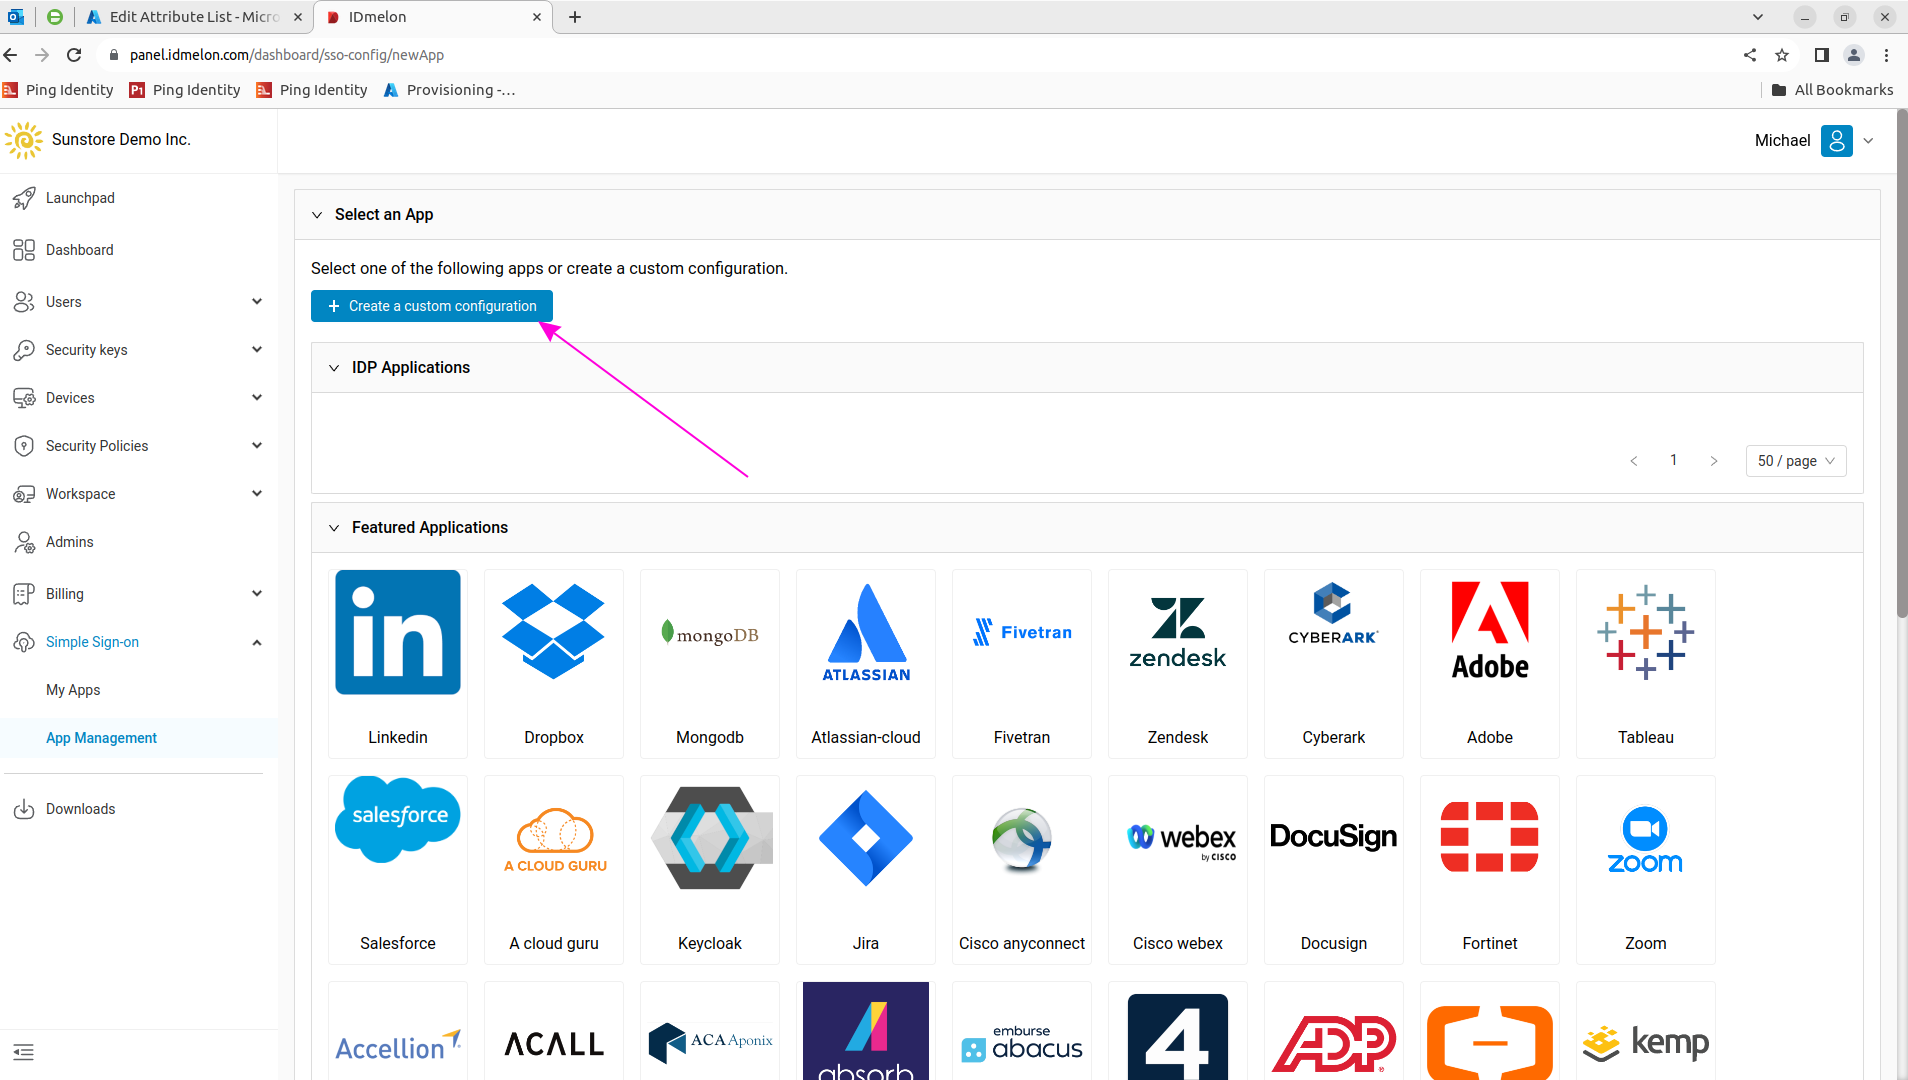 Edit Attribute List - Micro
IDmelon
panel.idmelon.com/dashboard/sso-config/newApp
Ping Identity
P1 Ping Identity
Ping Identity
Provisioning -...
All Bookmarks
Sunstore Demo Inc.
Michael
Launchpad
Dashboard
Users
Security keys
Devices
Security Policies
Workspace
Admins
Billing
Simple Sign-on
My Apps
App Management
Downloads
Select an App
Select one of the following apps or create a custom configuration.
+ Create a custom configuration
IDP Applications
< 1 > 50 / page
Featured Applications
in
mongoDB
ATLASSIAN
Fivetran
zendesk
CYBERARK
Adobe
Linkedin
Dropbox
Mongodb
Atlassian-cloud
Fivetran
Zendesk
Cyberark
Adobe
Tableau
salesforce
A CLOUD GURU
webex
by CISCO
DocuSign
zoom
Salesforce
A cloud guru
Keycloak
Jira
Cisco anyconnect
Cisco webex
Docusign
Fortinet
Zoom
Accellion
ACALL
ACA Aponix
absorb
emburse
abacus
4
ADP
kemp